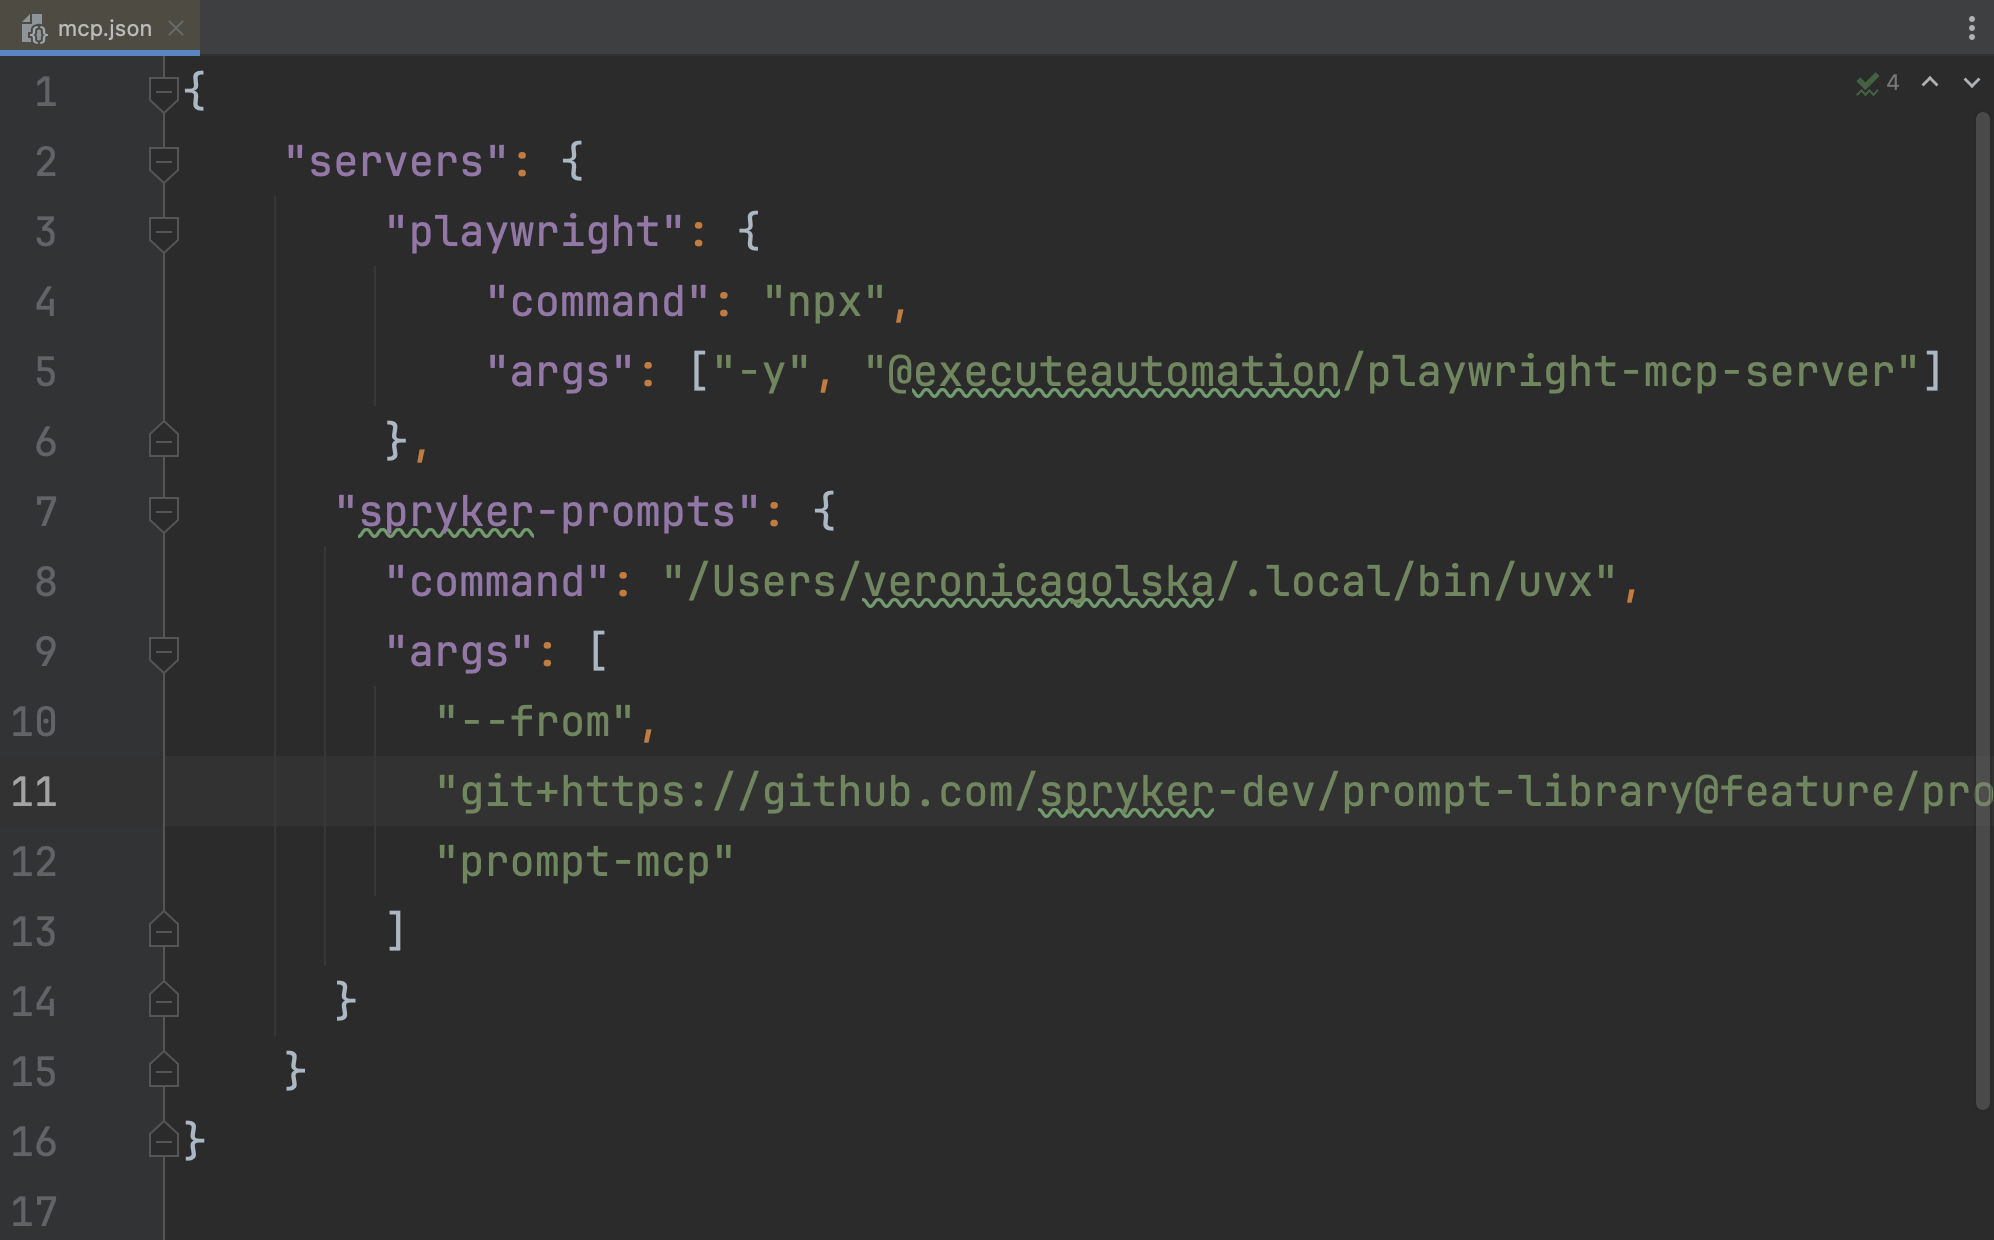 mcp.json
4
1 {
2 "servers": {
3 "playwright": {
4 "command": "npx",
5 "args": ["-y", "@executeautomation/playwright-mcp-server"]
6 },
7 "spryker-prompts": {
8 "command": "/Users/veronicagolska/.local/bin/uvx",
9 "args": [
10 "--from",
11 "git+https://github.com/spryker-dev/prompt-library@feature/pro
12 "prompt-mcp"
13 ]
14 }
15 }
16 }
17